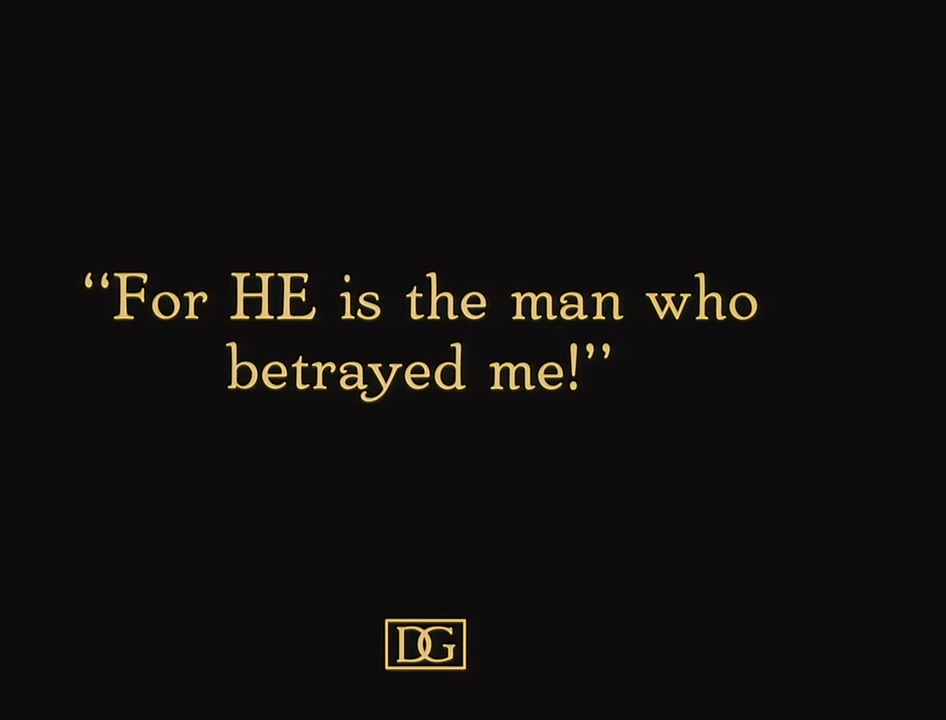 “For HE is the man who
betrayed me!”
DG